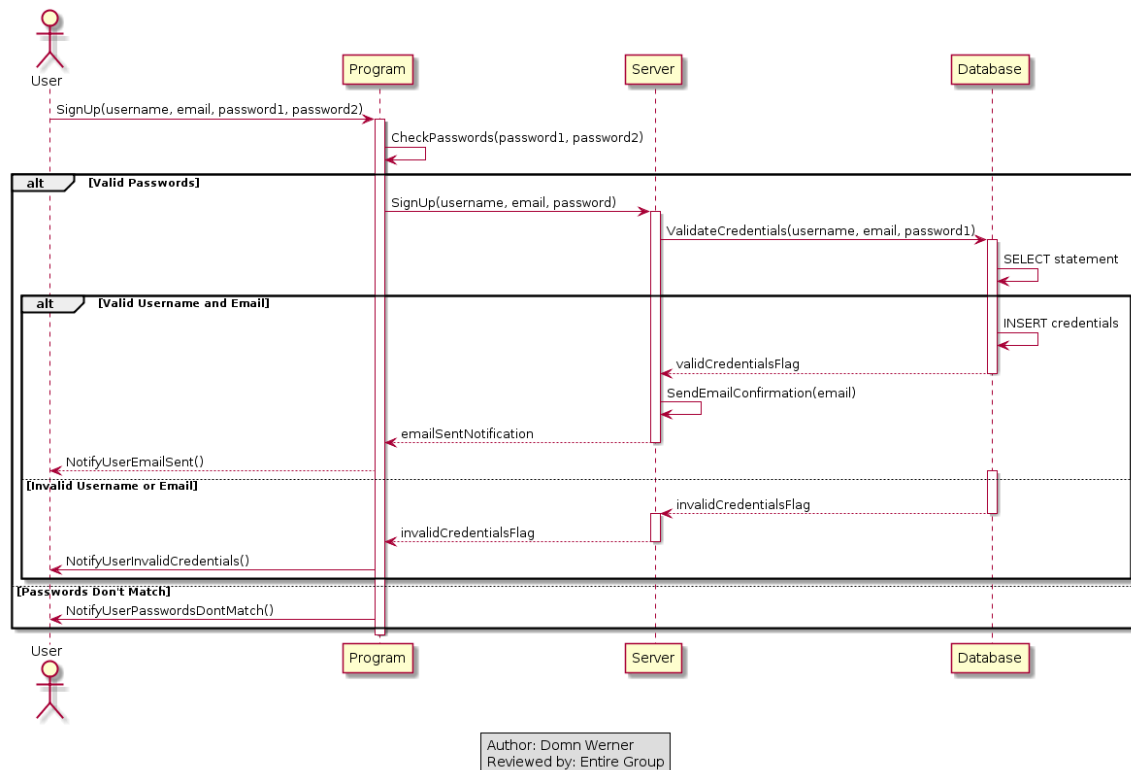 User
Program
Server
Database
SignUp(username, email, password1, password2)
CheckPasswords(password1, password2)
alt [Valid Passwords]
SignUp(username, email, password)
ValidateCredentials(username, email, password1)
SELECT statement
alt [Valid Username and Email]
INSERT credentials
validCredentialsFlag
SendEmailConfirmation(email)
emailSentNotification
NotifyUserEmailSent()
[Invalid Username or Email]
invalidCredentialsFlag
invalidCredentialsFlag
NotifyUserInvalidCredentials()
[Passwords Don't Match]
NotifyUserPasswordsDontMatch()
User
Program
Server
Database
Author: Domn Werner
Reviewed by: Entire Group